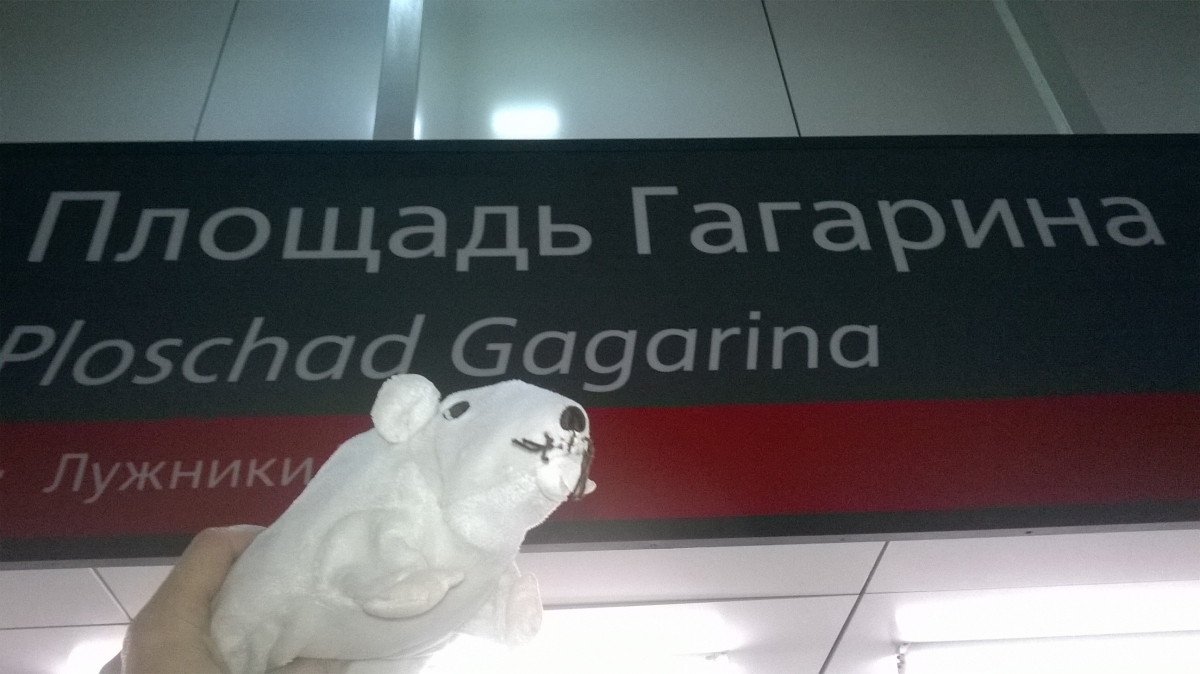 Площадь Гагарина
Ploschad Gagarina
Лужники